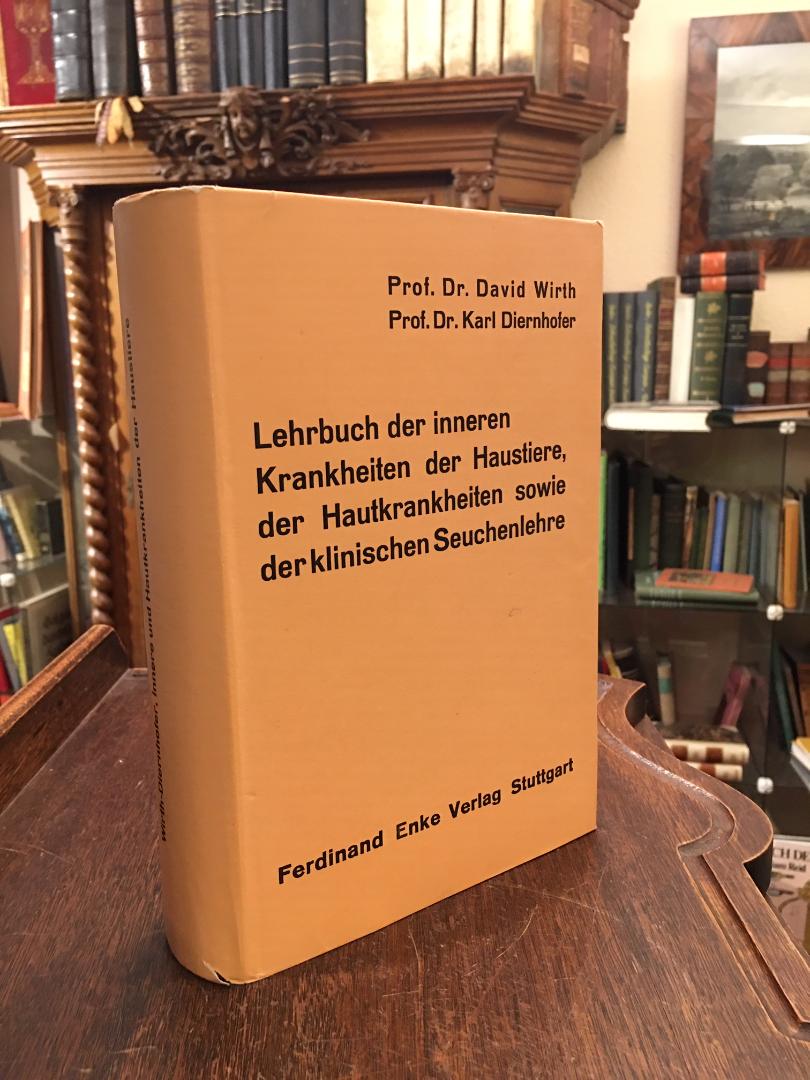 Prof. Dr. David Wirth
Prof. Dr. Karl Diernhofer
Lehrbuch der inneren
Krankheiten der Haustiere,
der Hautkrankheiten sowie
der klinischen Seuchenlehre
Ferdinand Enke Verlag Stuttgart
Wirth-Diernhofer, Innere und Hautkrankheiten der Haustiere